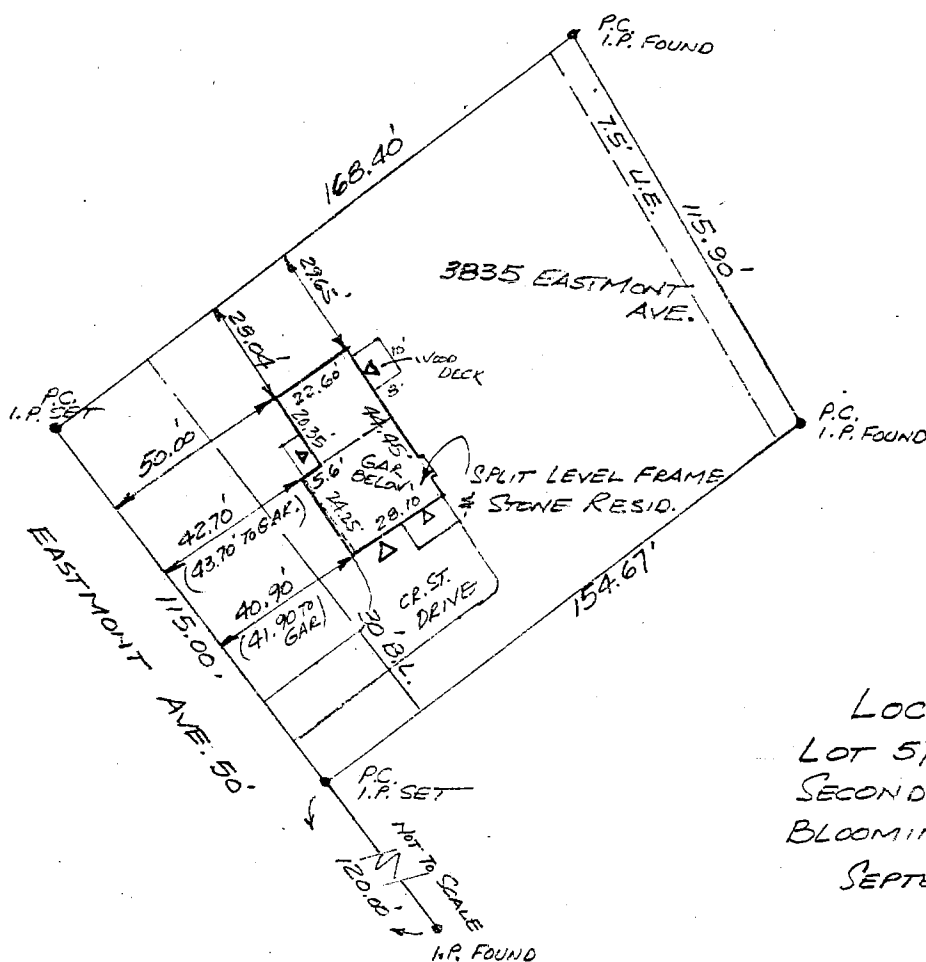 P.C.
I.P. FOUND
168.40'
7.5' U.E.
115.90'
29.65'
3835 EASTMONT
AVE.
28.04'
10'
WOOD
DECK
8'
22.60'
P.C.
I.P. SET
50.00'
20.35'
44.45'
P.C.
I.P. FOUND
5.6'
GAR.
BELOW
SPLIT LEVEL FRAME
& STONE RESID.
24.25'
28.10
42.70'
(43.70' TO GAR.)
40.90'
(41.90 TO
GAR.)
CR. ST.
DRIVE
154.67'
30' B.L.
115.00'
EASTMONT AVE. 50'
LOC
LOT 5
SECOND
BLOOMIN
SEPTE
P.C.
I.P. SET
NOT TO SCALE
120.00'
I.P. FOUND